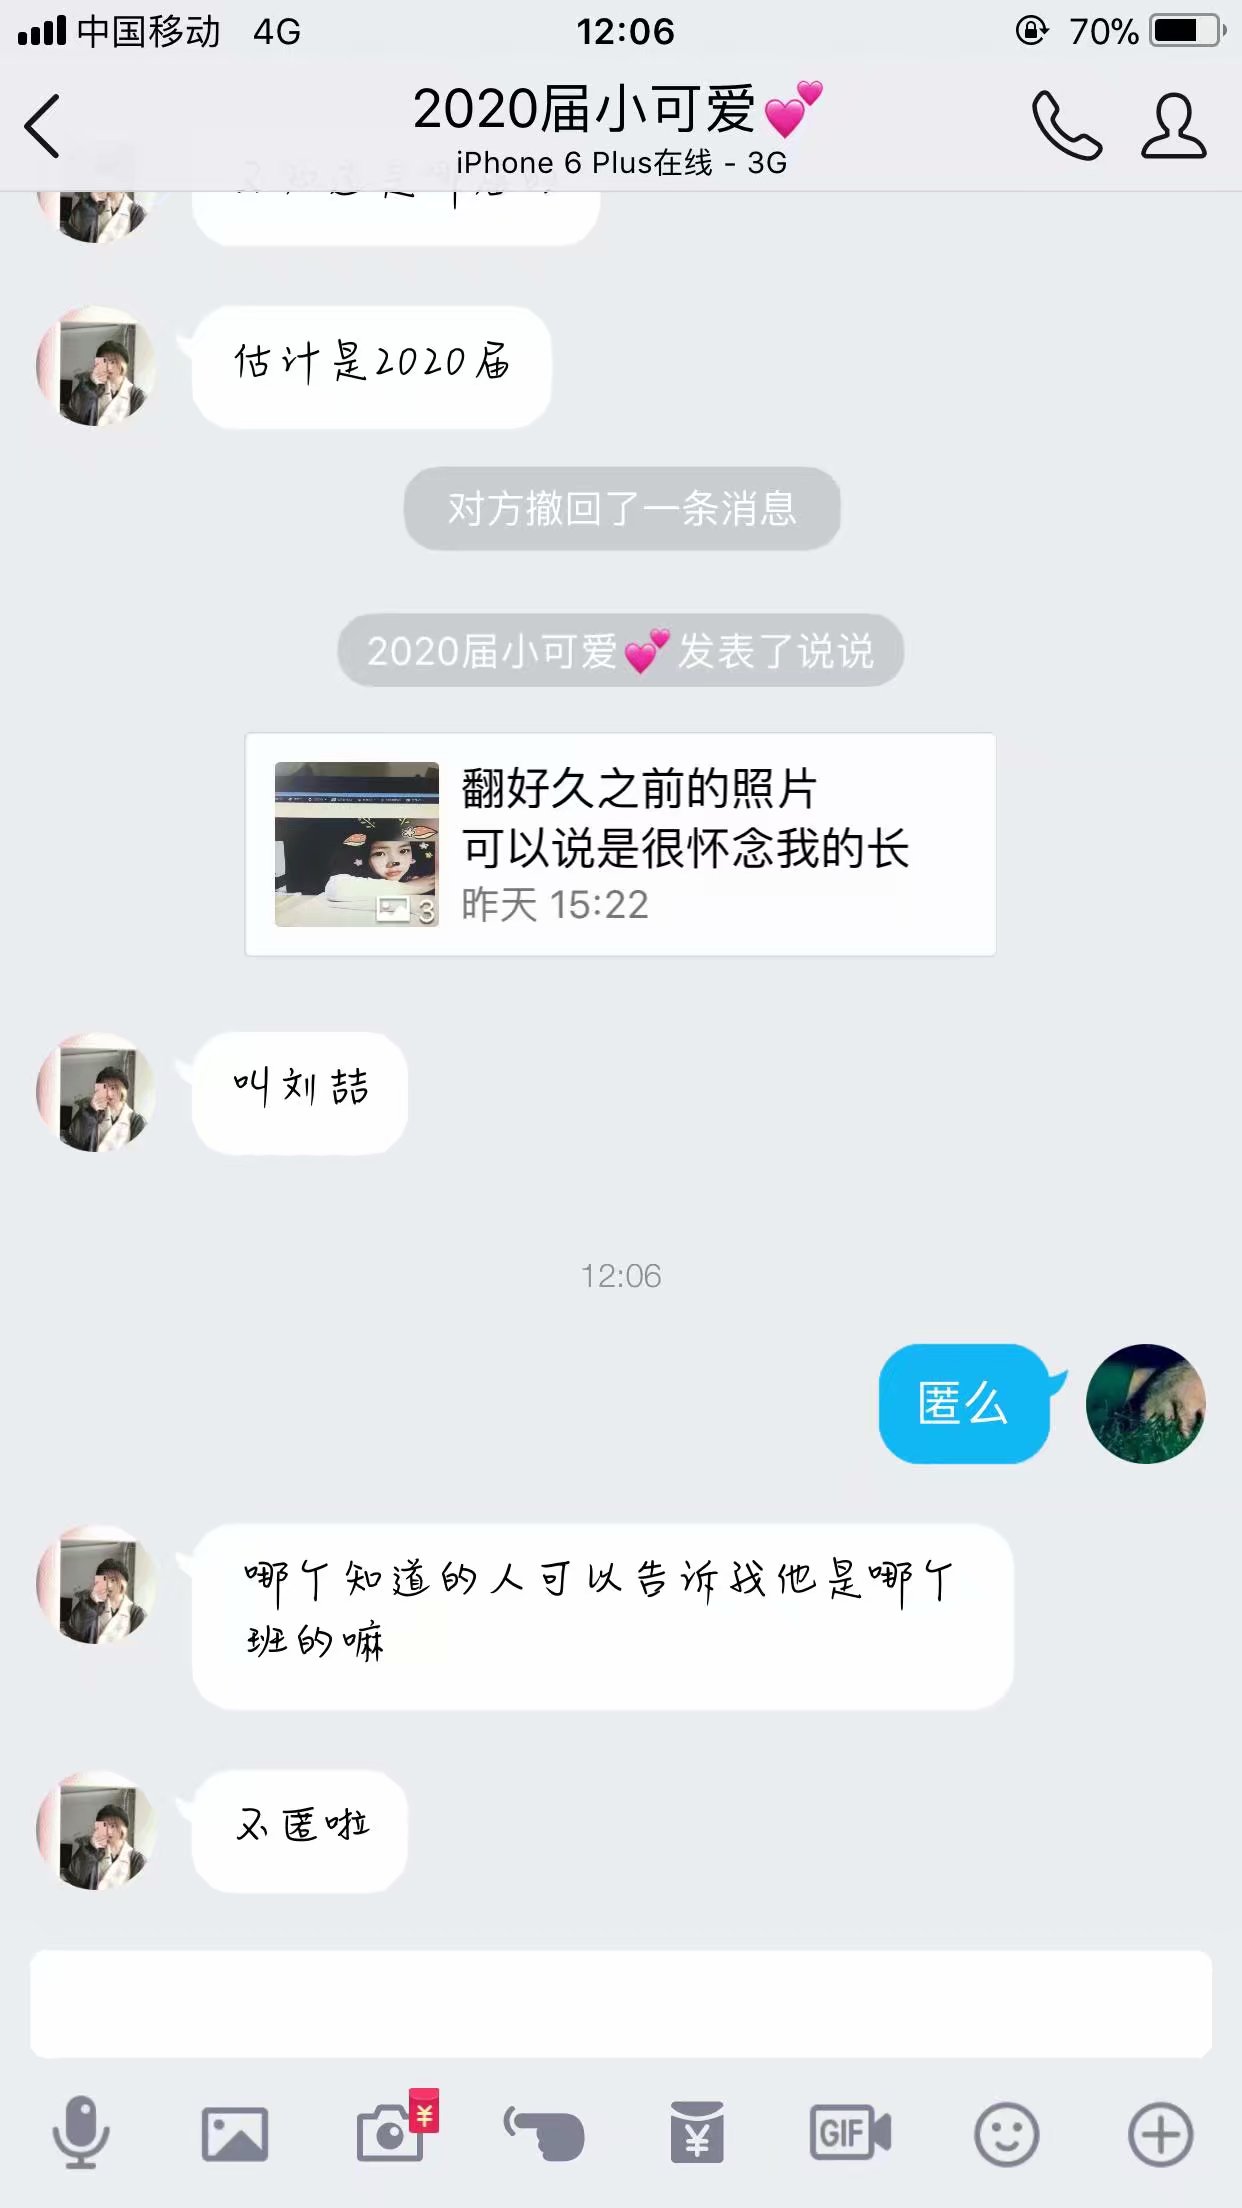 中国移动 4G 12:06 70%
2020届小可爱💕
iPhone 6 Plus在线 - 3G
估计是2020届
对方撤回了一条消息
2020届小可爱💕发表了说说
翻好久之前的照片
可以说是很怀念我的长
3
昨天 15:22
叫刘喆
12:06
匿么
哪个知道的人可以告诉我他是哪个
班的嘛
不匿啦
¥
¥
GIF